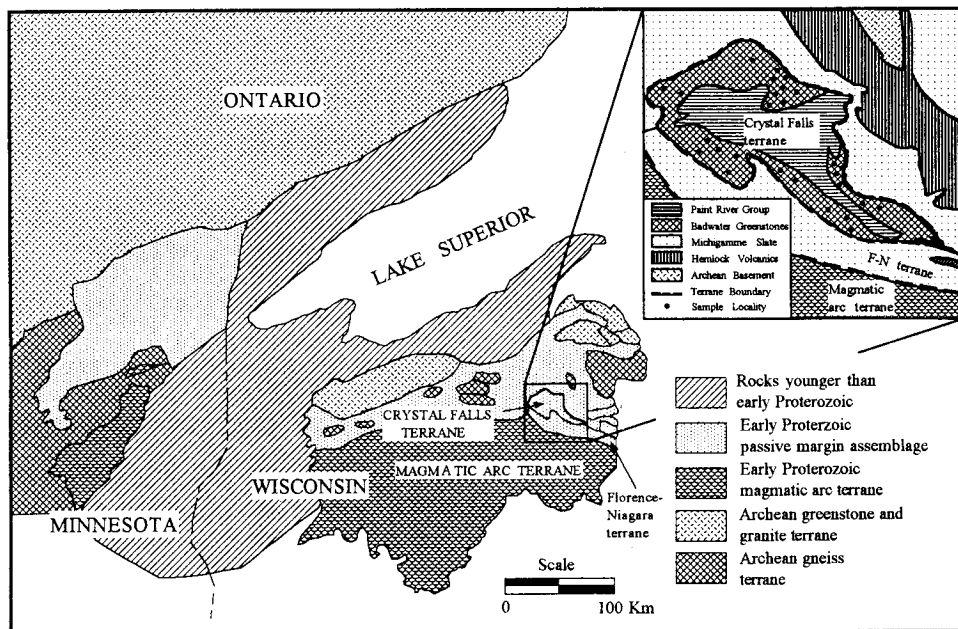 ONTARIO
LAKE SUPERIOR
CRYSTAL FALLS
TERRANE
MAGMATIC ARC TERRANE
WISCONSIN
MINNESOTA
Florence-
Niagara
terrane
Scale
0 100 Km
Crystal Falls
terrane
F-N terrane
Magmatic
arc terrane
Paint River Group
Badwater Greenstones
Michigamme Slate
Hemlock Volcanics
Archean Basement
Terrane Boundary
Sample Locality
Rocks younger than
early Proterozoic
Early Proterzoic
passive margin assemblage
Early Proterozoic
magmatic arc terrane
Archean greenstone and
granite terrane
Archean gneiss
terrane